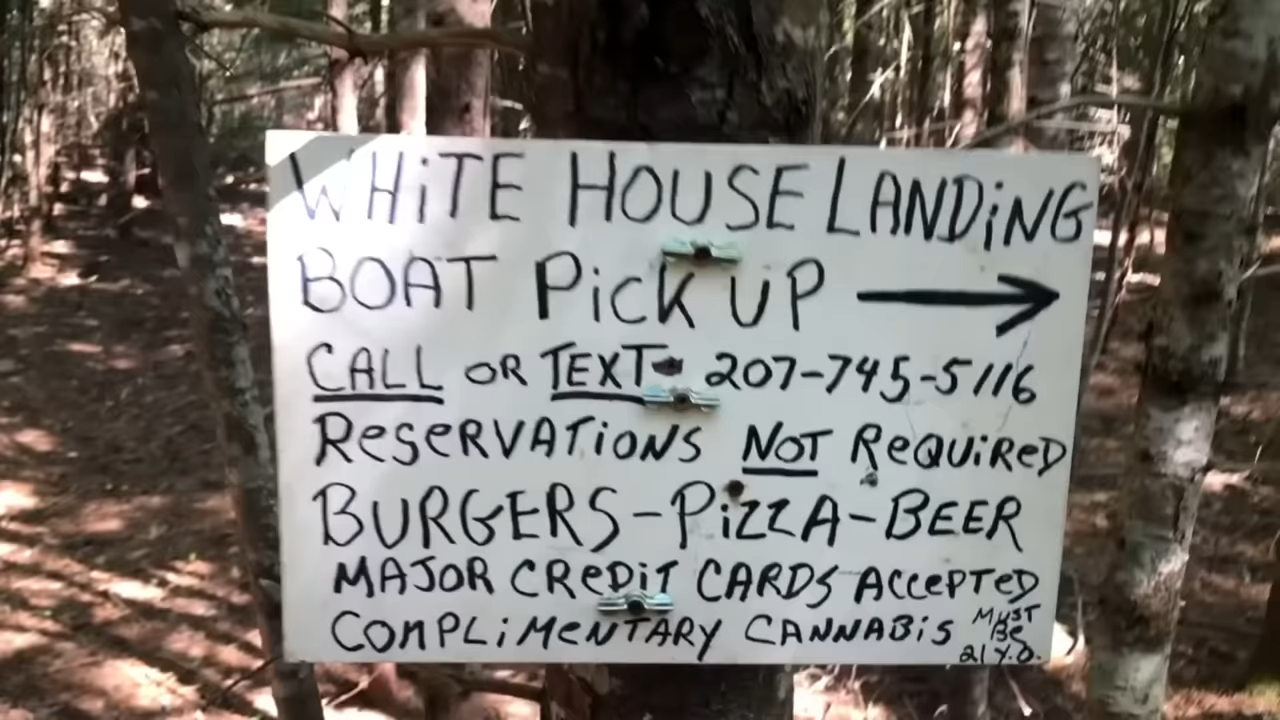 WHiTE HOUSE LANDiNG
BOAT PiCK UP →
CALL OR TEXT 207-745-5116
ReSeRVATiONS NOT ReQUiReD
BURGERS-PiZZA-BEER
MAJOR CReDiT CARDS AccePTeD
COMPLiMeNTARY CANNABiS MUST Be 21 Y.O.